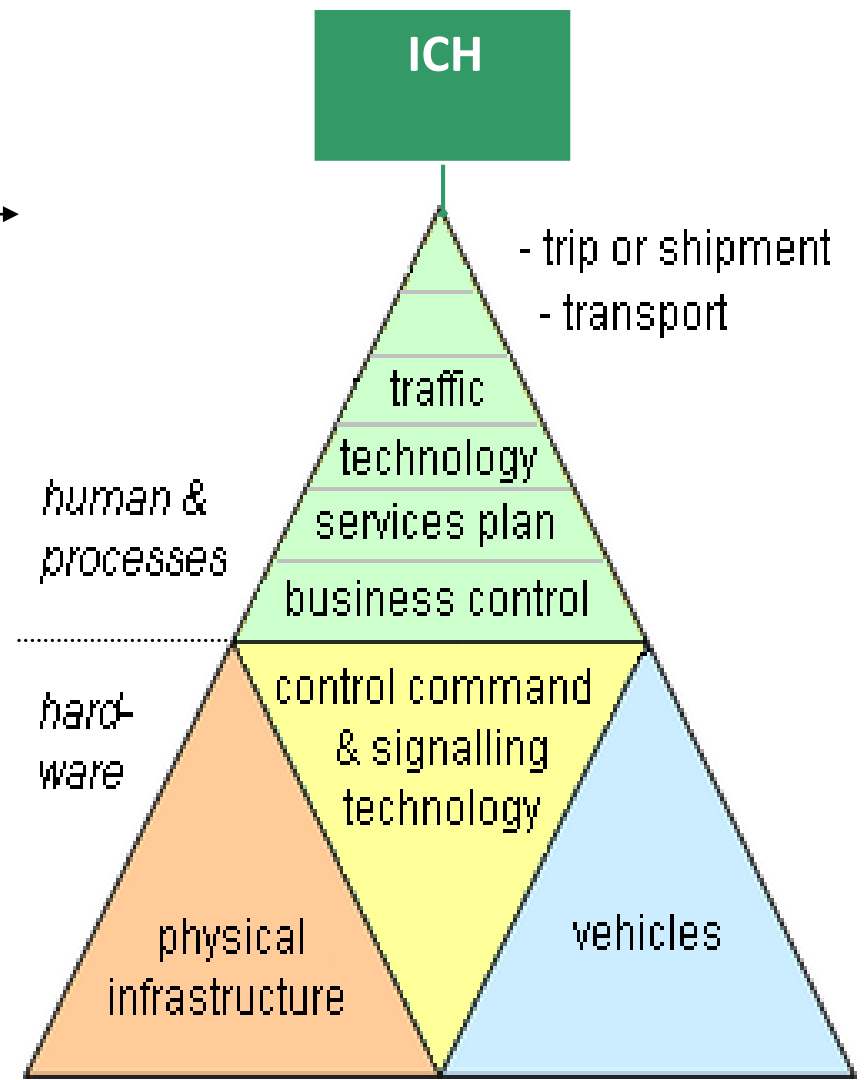 ICH
- trip or shipment
- transport
traffic
technology
services plan
business control
human &
processes
control command
& signalling
technology
hard-
ware
physical
infrastructure
vehicles